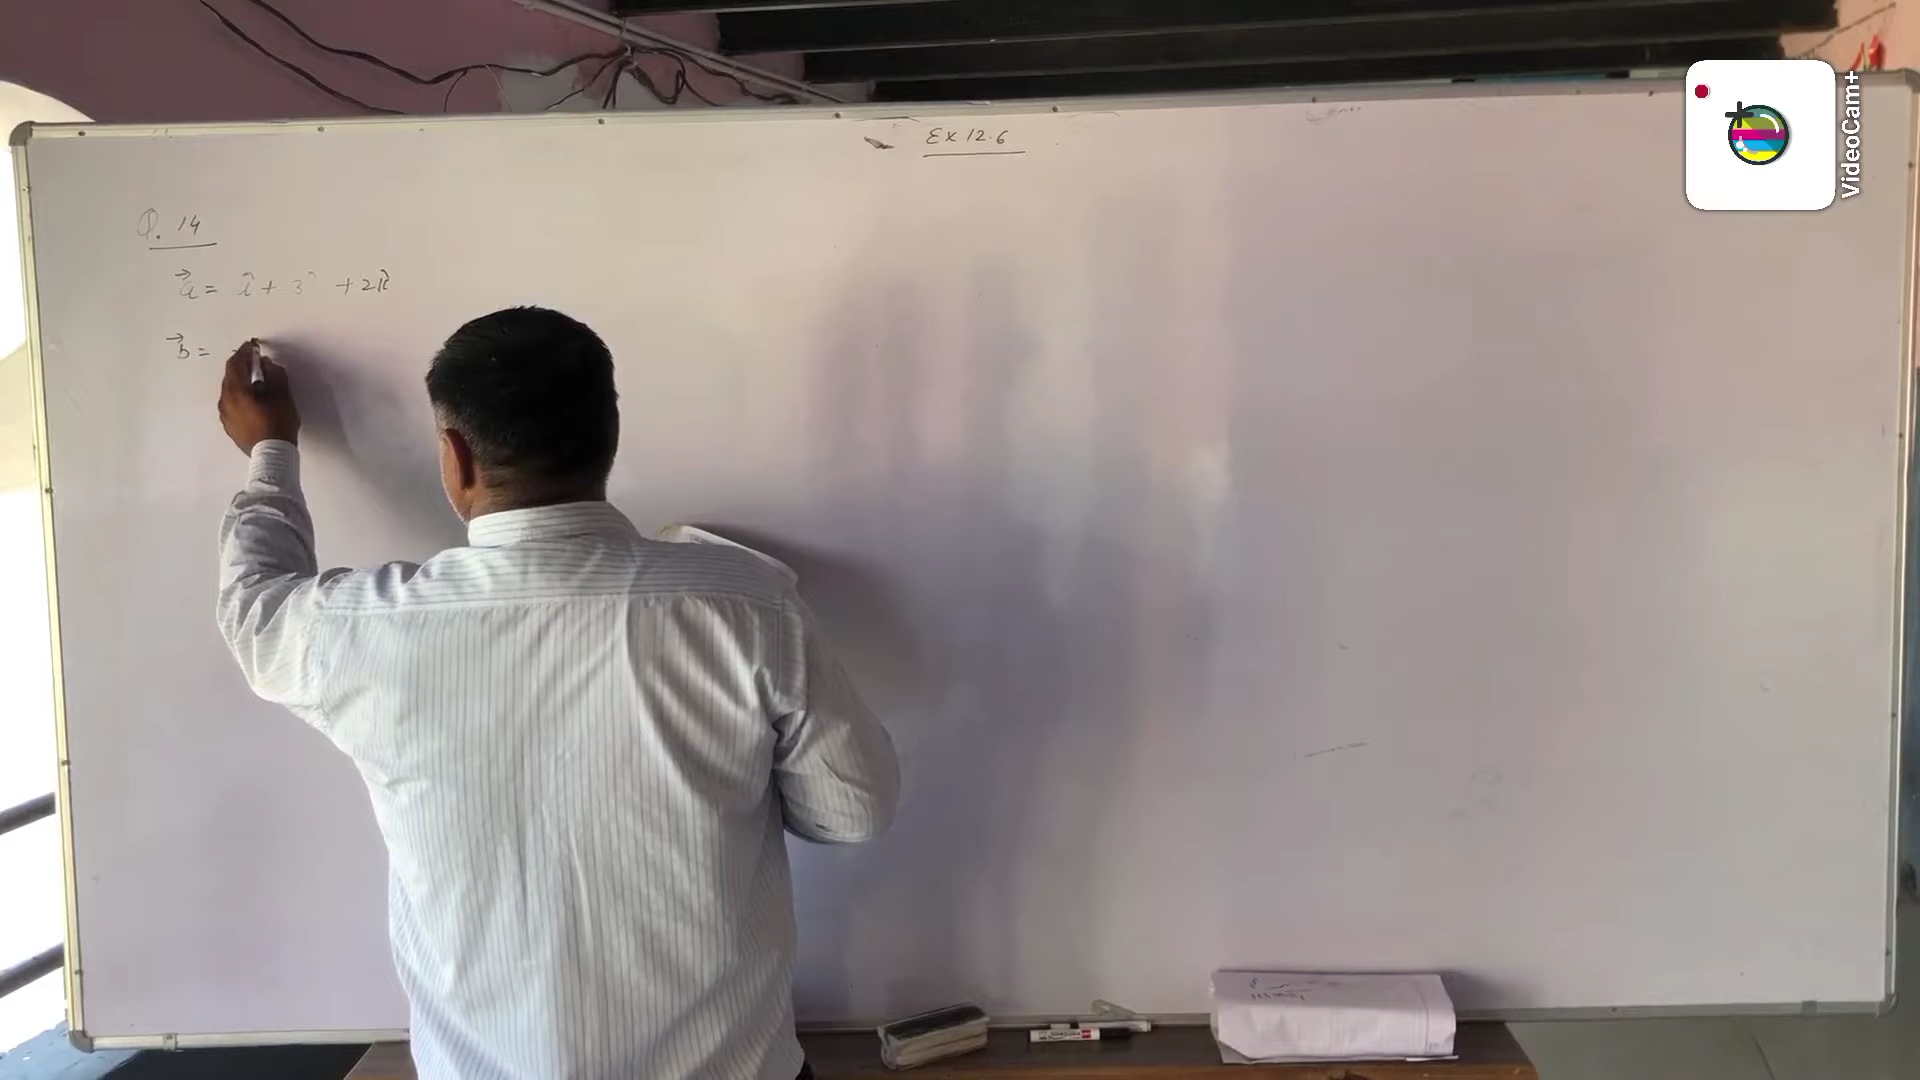 Ex 12.6
Q. 14
a⃗ = î + 3ĵ + 2k̂
b⃗ =
VideoCam+